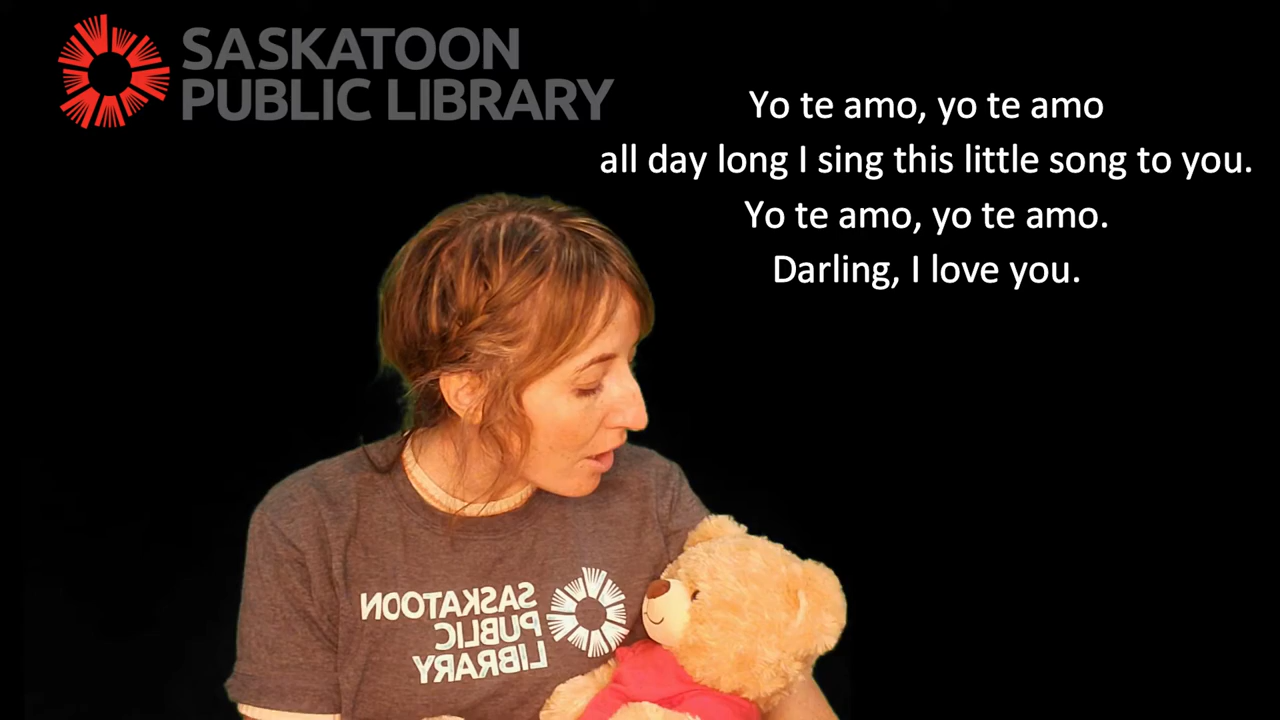 SASKATOON
PUBLIC LIBRARY
Yo te amo, yo te amo
all day long I sing this little song to you.
Yo te amo, yo te amo.
Darling, I love you.
SASKATOON
PUBLIC
LIBRARY